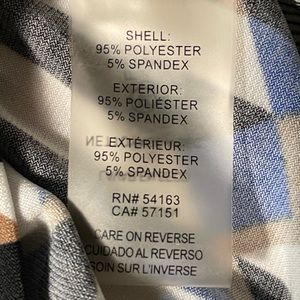 SHELL:
95% POLYESTER
5% SPANDEX
EXTERIOR:
95% POLIÉSTER
5% SPANDEX
EXTÉRIEUR:
95% POLYESTER
5% SPANDEX
RN# 54163
CA# 57151
CARE ON REVERSE
CUIDADO AL REVERSO
SOIN SUR L'INVERSE